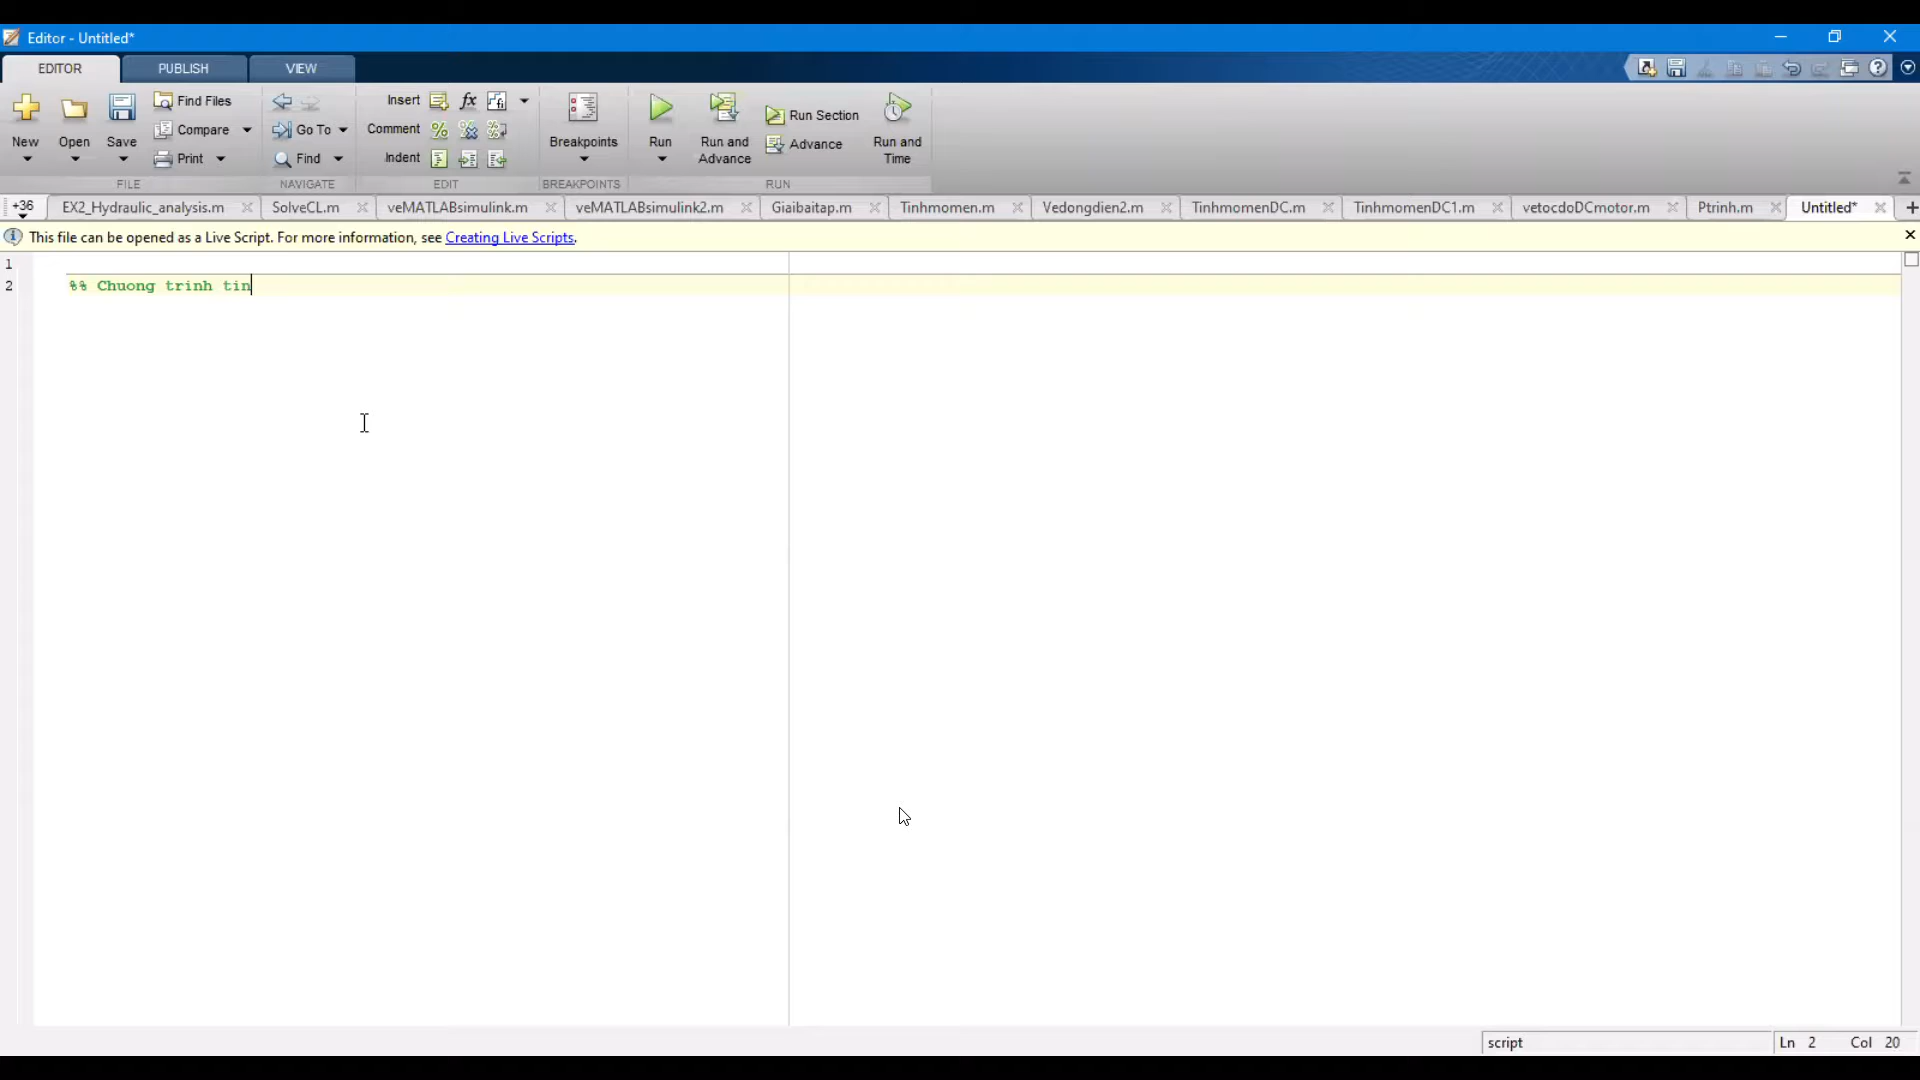 Editor - Untitled*
EDITOR PUBLISH VIEW
New Open Save Find Files Compare Print Go To Find Insert Comment Indent Breakpoints Run Run and Advance Run Section Advance Run and Time
FILE NAVIGATE EDIT BREAKPOINTS RUN
+36 EX2_Hydraulic_analysis.m SolveCL.m veMATLABsimulink.m veMATLABsimulink2.m Giaibaitap.m Tinhmomen.m Vedongdien2.m TinhmomenDC.m TinhmomenDC1.m vetocdoDCmotor.m Ptrinh.m Untitled*
This file can be opened as a Live Script. For more information, see Creating Live Scripts.
1
2 %% Chuong trinh tin
script Ln 2 Col 20